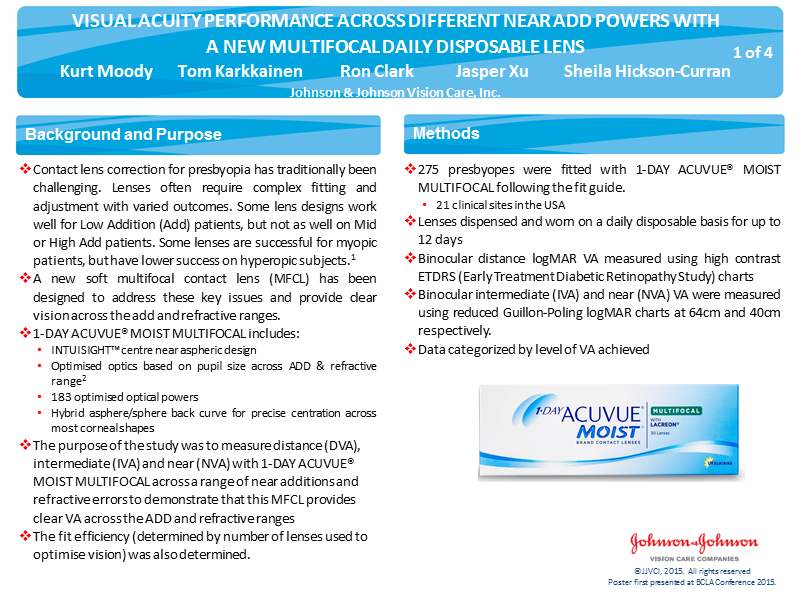 VISUAL ACUITY PERFORMANCE ACROSS DIFFERENT NEAR ADD POWERS WITH
A NEW MULTIFOCAL DAILY DISPOSABLE LENS
1 of 4
Kurt Moody Tom Karkkainen Ron Clark Jasper Xu Sheila Hickson-Curran
Johnson & Johnson Vision Care, Inc.
Background and Purpose
❖Contact lens correction for presbyopia has traditionally been
challenging. Lenses often require complex fitting and
adjustment with varied outcomes. Some lens designs work
well for Low Addition (Add) patients, but not as well on Mid
or High Add patients. Some lenses are successful for myopic
patients, but have lower success on hyperopic subjects.¹
❖A new soft multifocal contact lens (MFCL) has been
designed to address these key issues and provide clear
vision across the add and refractive ranges.
❖1-DAY ACUVUE® MOIST MULTIFOCAL includes:
• INTUISIGHT™ centre near aspheric design
• Optimised optics based on pupil size across ADD & refractive
range²
• 183 optimised optical powers
• Hybrid asphere/sphere back curve for precise centration across
most corneal shapes
❖The purpose of the study was to measure distance (DVA),
intermediate (IVA) and near (NVA) with 1-DAY ACUVUE®
MOIST MULTIFOCAL across a range of near additions and
refractive errors to demonstrate that this MFCL provides
clear VA across the ADD and refractive ranges
❖The fit efficiency (determined by number of lenses used to
optimise vision) was also determined.
Methods
❖275 presbyopes were fitted with 1-DAY ACUVUE® MOIST
MULTIFOCAL following the fit guide.
• 21 clinical sites in the USA
❖Lenses dispensed and worn on a daily disposable basis for up to
12 days
❖Binocular distance logMAR VA measured using high contrast
ETDRS (Early Treatment Diabetic Retinopathy Study) charts
❖Binocular intermediate (IVA) and near (NVA) VA were measured
using reduced Guillon-Poling logMAR charts at 64cm and 40cm
respectively.
❖Data categorized by level of VA achieved
1-DAY ACUVUE®
MOIST®
BRAND CONTACT LENSES
MULTIFOCAL
WITH
LACREON®
30 Lenses
UV BLOCKING
Johnson & Johnson
VISION CARE COMPANIES
©JJVCI, 2015. All rights reserved
Poster first presented at BCLA Conference 2015.